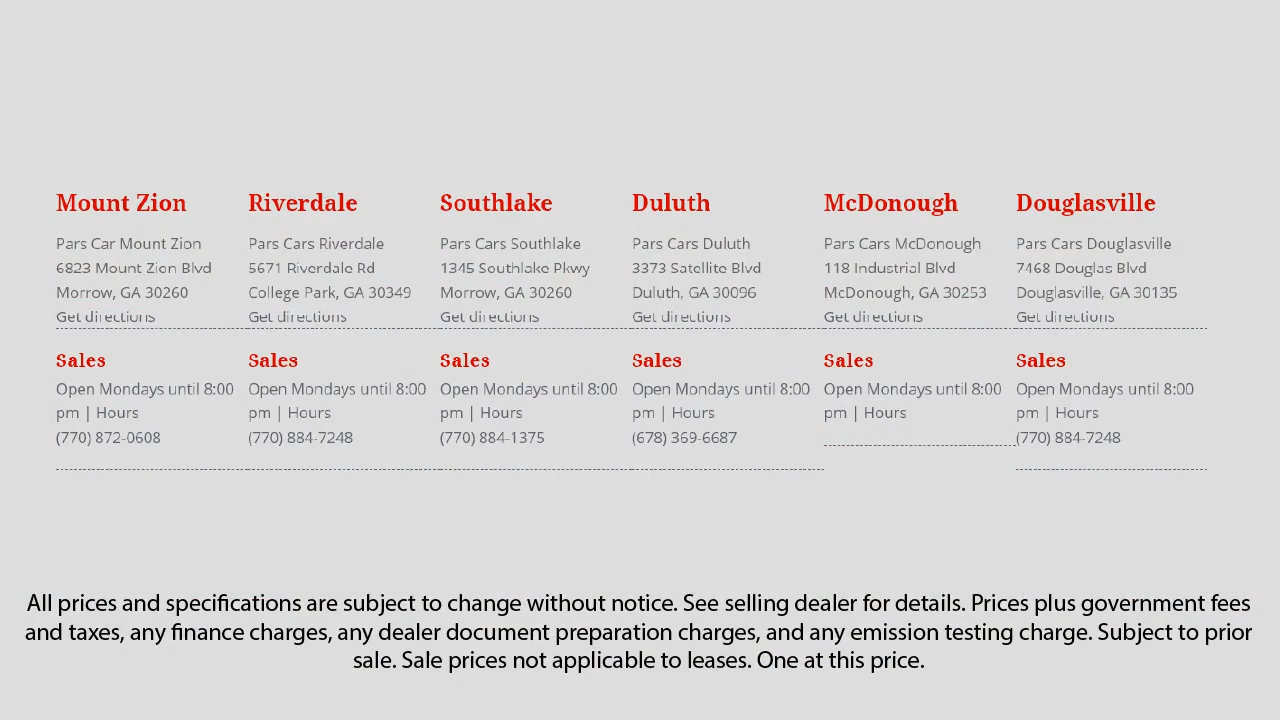 Mount Zion
Pars Car Mount Zion
6823 Mount Zion Blvd
Morrow, GA 30260
Get directions
Sales
Open Mondays until 8:00
pm | Hours
(770) 872-0608
Riverdale
Pars Cars Riverdale
5671 Riverdale Rd
College Park, GA 30349
Get directions
Sales
Open Mondays until 8:00
pm | Hours
(770) 884-7248
Southlake
Pars Cars Southlake
1345 Southlake Pkwy
Morrow, GA 30260
Get directions
Sales
Open Mondays until 8:00
pm | Hours
(770) 884-1375
Duluth
Pars Cars Duluth
3373 Satellite Blvd
Duluth, GA 30096
Get directions
Sales
Open Mondays until 8:00
pm | Hours
(678) 369-6687
McDonough
Pars Cars McDonough
118 Industrial Blvd
McDonough, GA 30253
Get directions
Sales
Open Mondays until 8:00
pm | Hours
Douglasville
Pars Cars Douglasville
7468 Douglas Blvd
Douglasville, GA 30135
Get directions
Sales
Open Mondays until 8:00
pm | Hours
(770) 884-7248
All prices and specifications are subject to change without notice. See selling dealer for details. Prices plus government fees
and taxes, any finance charges, any dealer document preparation charges, and any emission testing charge. Subject to prior
sale. Sale prices not applicable to leases. One at this price.